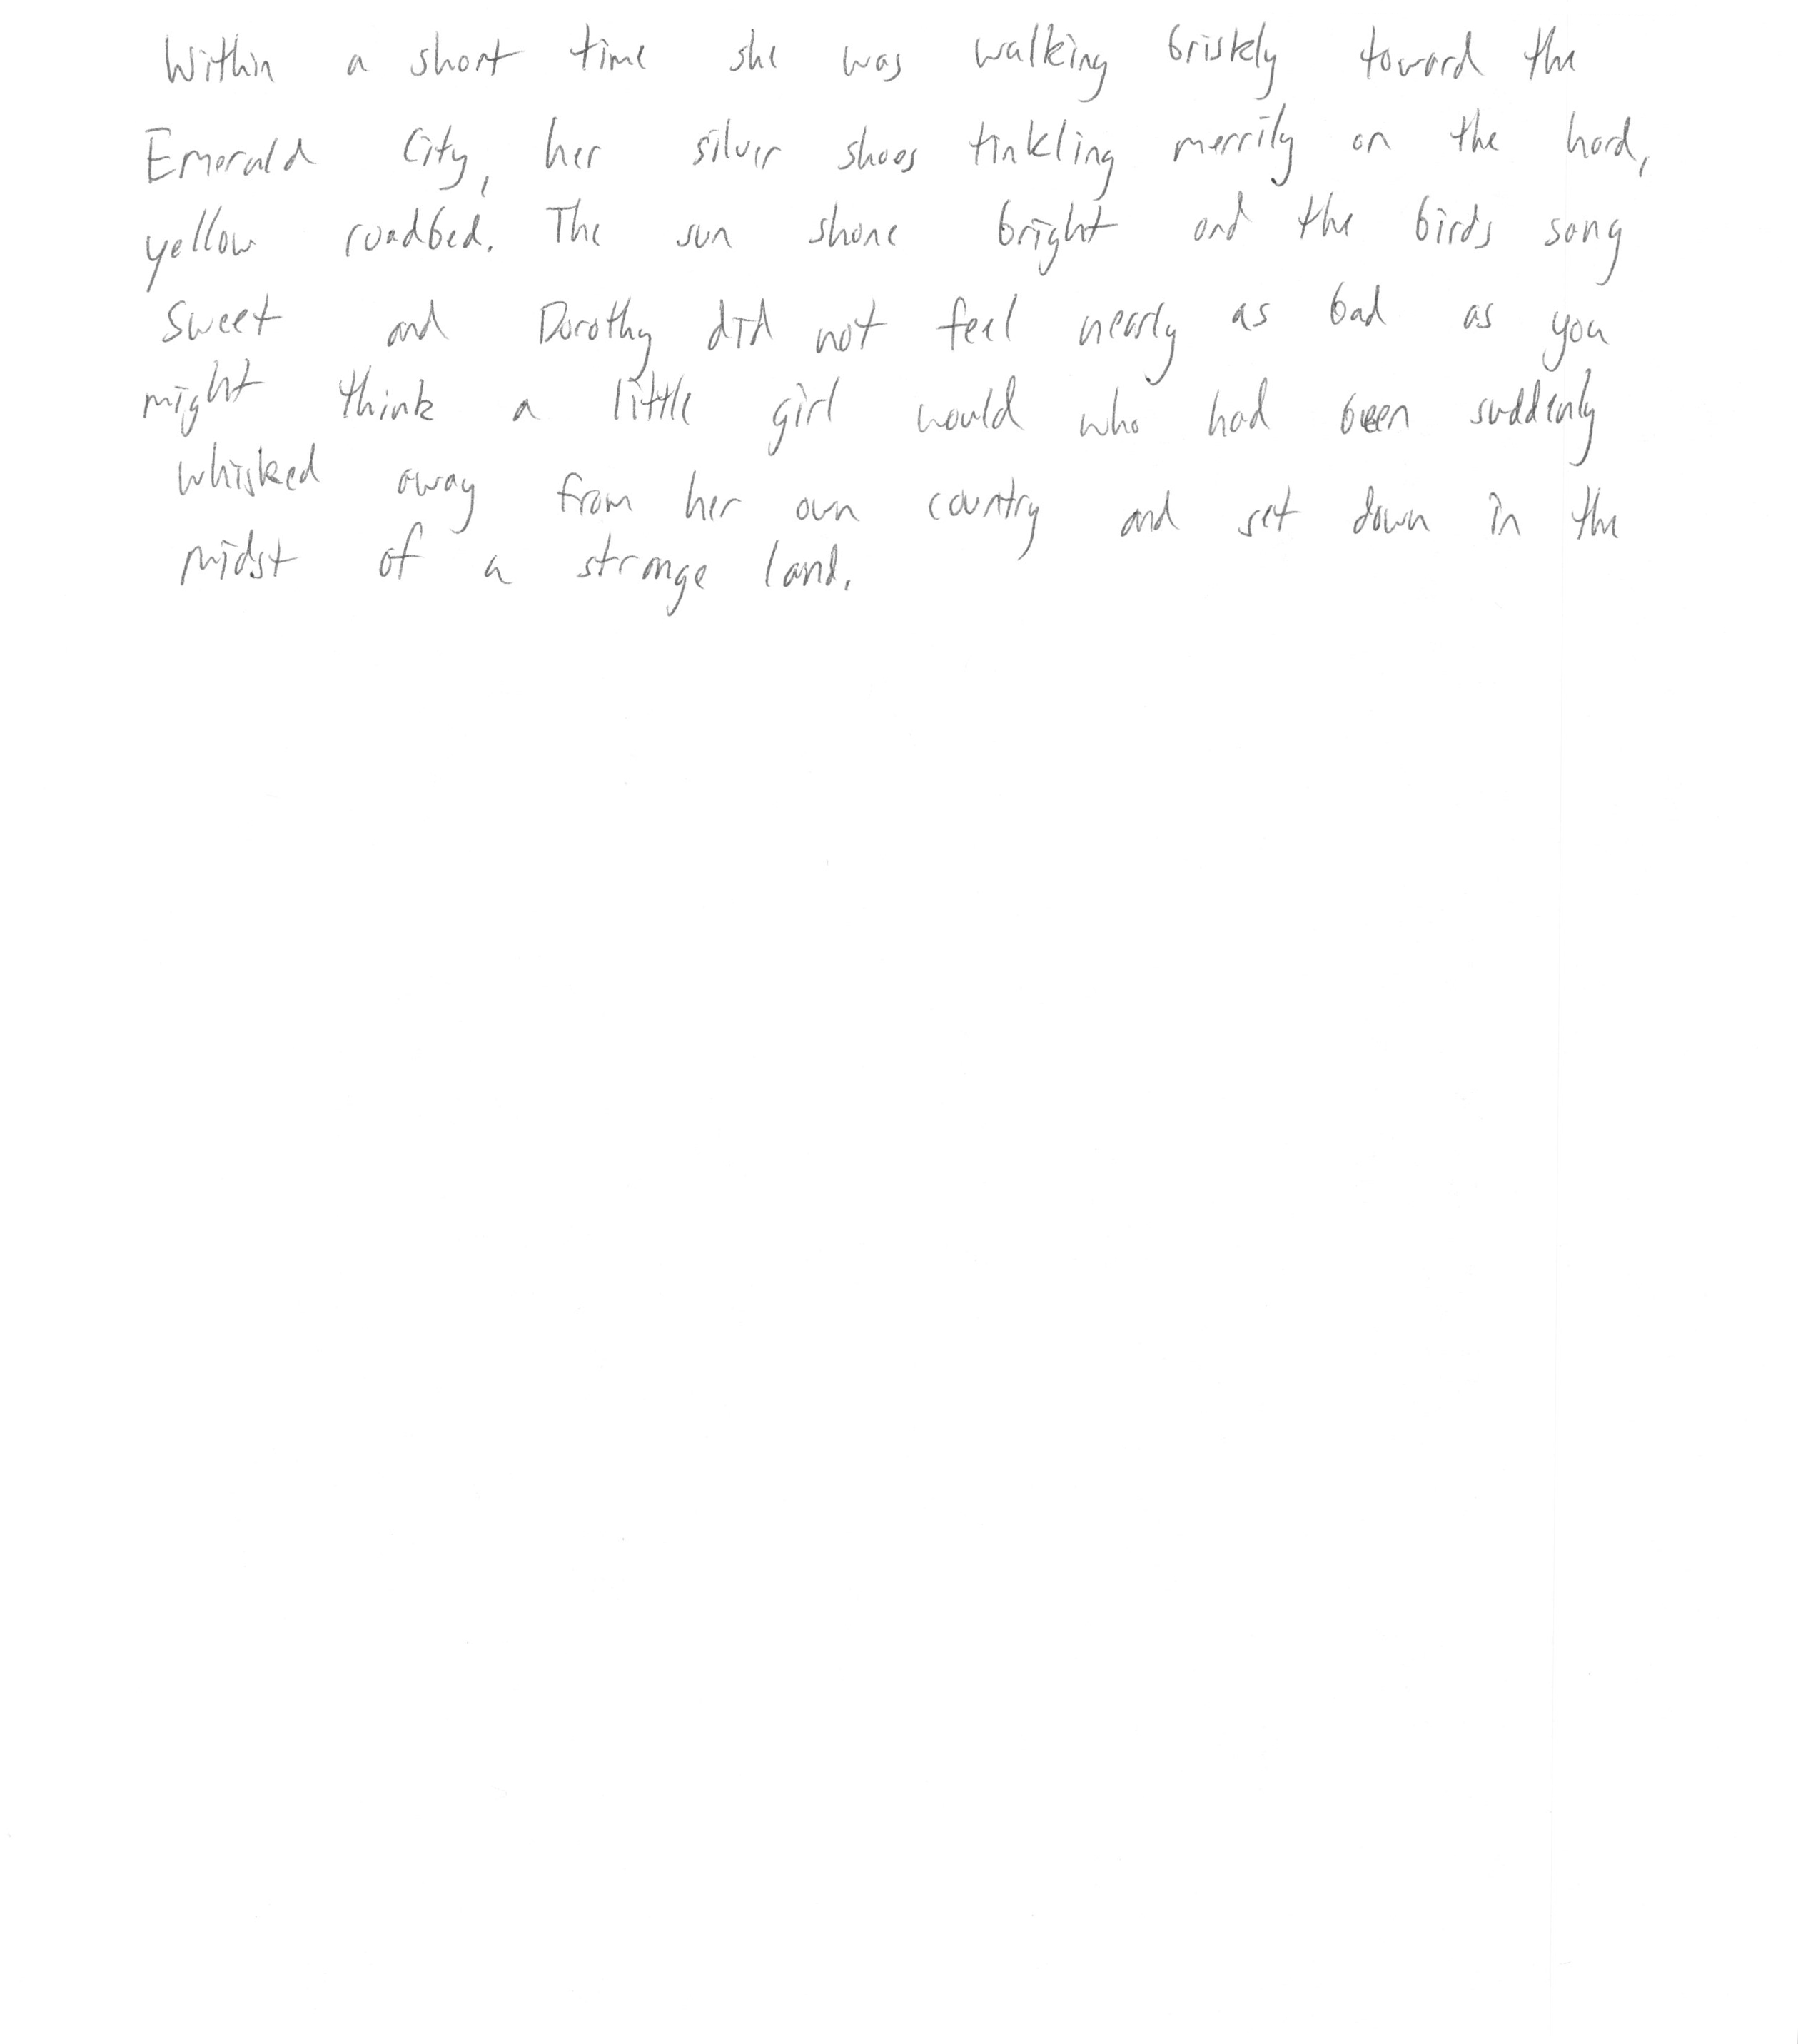 Within a short time she was walking briskly toward the
Emerald City, her silver shoes tinkling merrily on the hard,
yellow roadbed. The sun shone bright and the birds sang
sweet and Dorothy did not feel nearly as bad as you
might think a little girl would who had been suddenly
whisked away from her own country and set down in the
midst of a strange land.